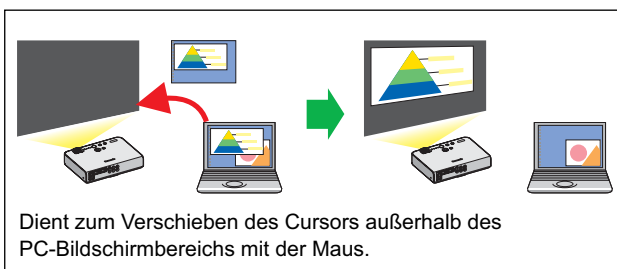 Dient zum Verschieben des Cursors außerhalb des
PC-Bildschirmbereichs mit der Maus.